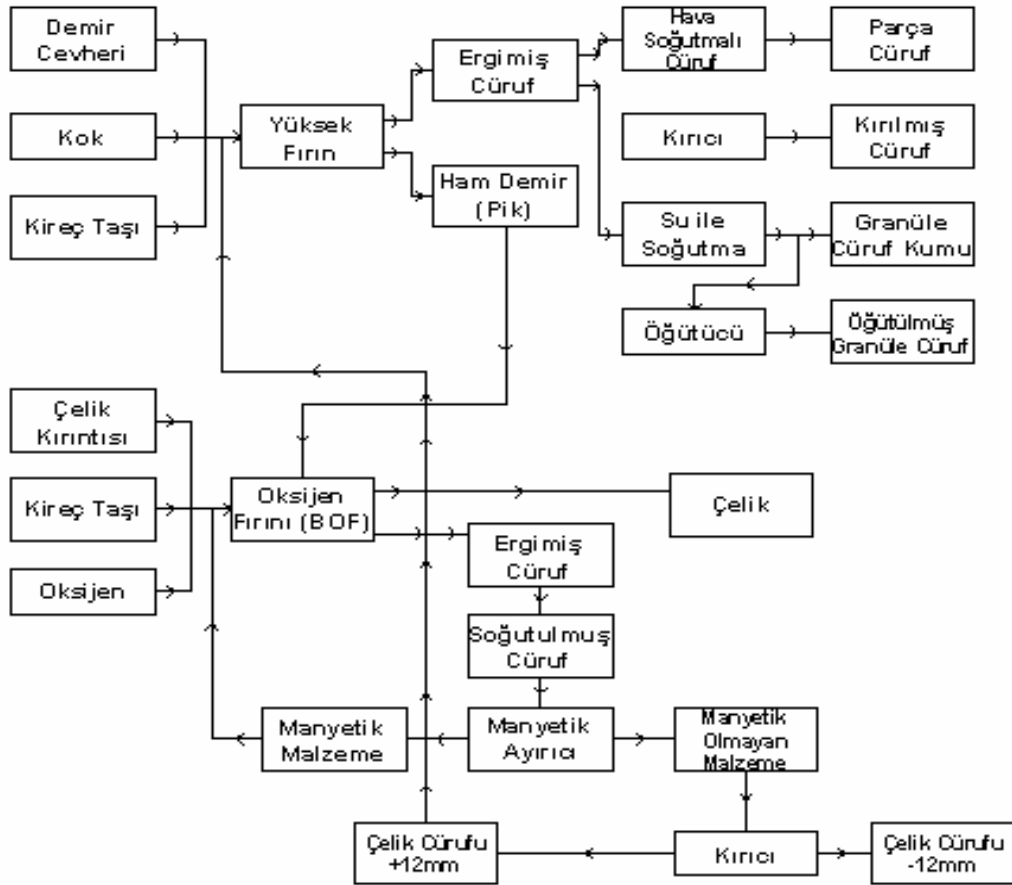 Demir
Cevheri
Kok
Kireç Taşı
Yüksek
Fırın
Ergimiş
Cüruf
Ham Demir
(Pik)
Hava
Soğutmalı
Cüruf
Parça
Cüruf
Kırıcı
Kırılmış
Cüruf
Su ile
Soğutma
Granüle
Cüruf Kumu
Öğütücü
Öğütülmüş
Granüle Cüruf
Çelik
Kırıntısı
Kireç Taşı
Oksijen
Oksijen
Fırını (BOF)
Çelik
Ergimiş
Cüruf
Soğutulmuş
Cüruf
Manyetik
Malzeme
Manyetik
Ayırıcı
Manyetik
Olmayan
Malzeme
Çelik Cürufu
+12mm
Kırıcı
Çelik Cürufu
-12mm